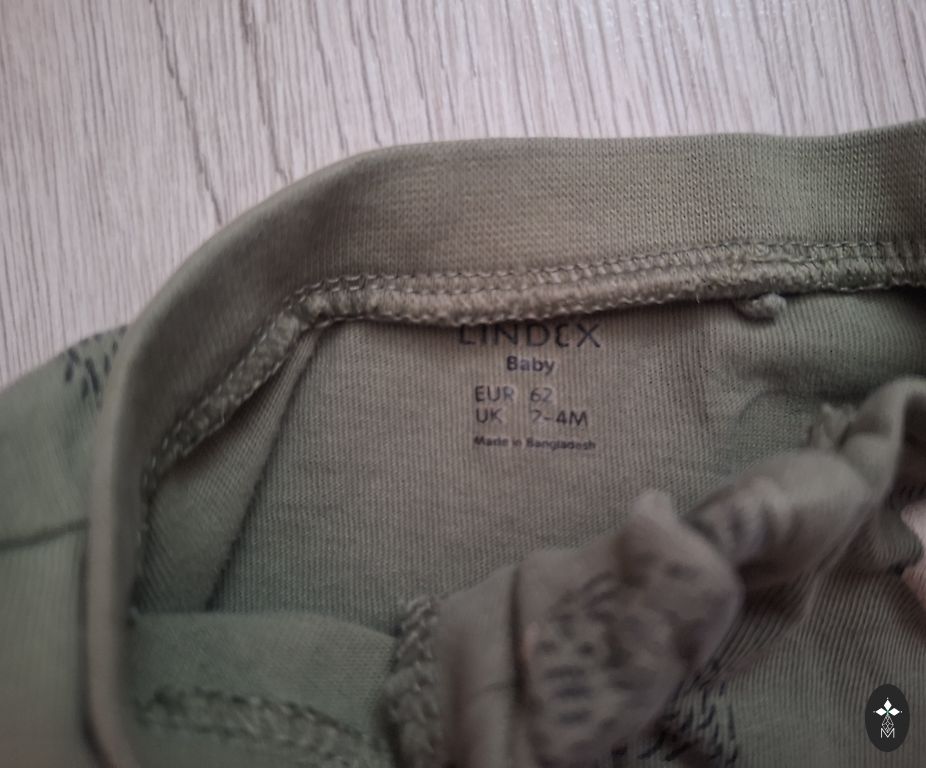 LINDEX
Baby
EUR 62
UK 2-4M
Made in Bangladesh
M